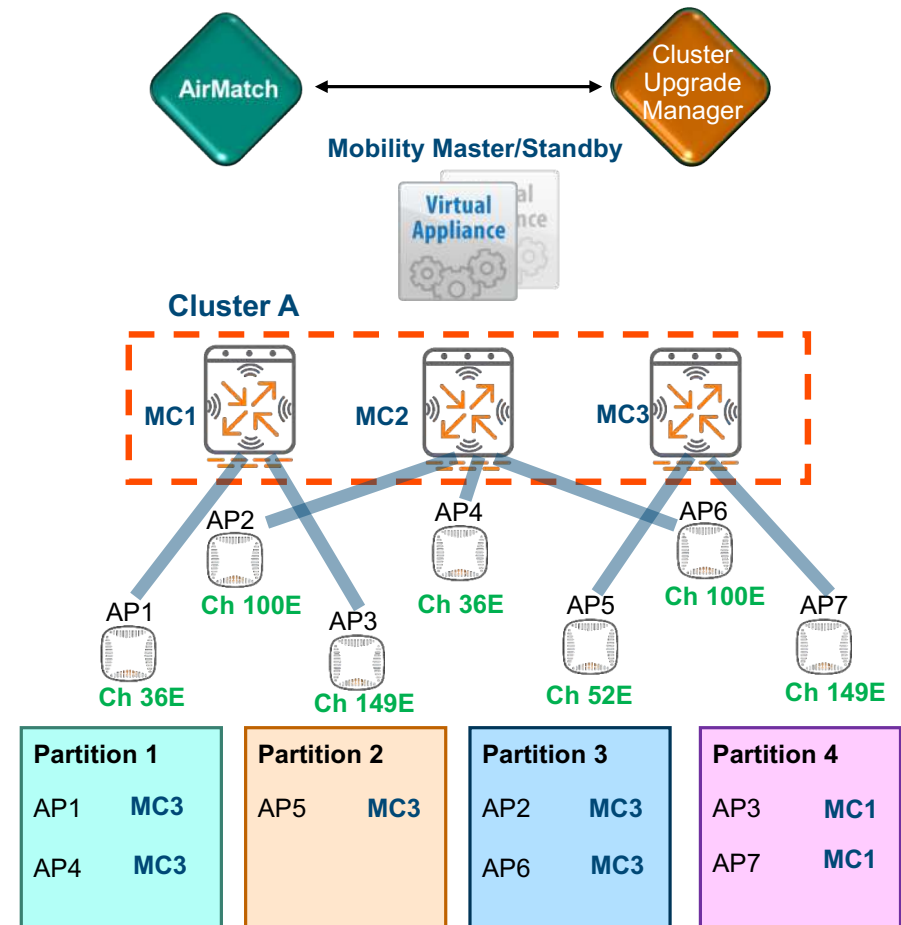 AirMatch
Cluster
Upgrade
Manager
Mobility Master/Standby
Virtual
Appliance
al
nce
Cluster A
MC1
MC2
MC3
AP2
AP4
AP6
Ch 100E
Ch 36E
Ch 100E
AP1
AP3
AP5
AP7
Ch 36E
Ch 149E
Ch 52E
Ch 149E
Partition 1
AP1 MC3
AP4 MC3
Partition 2
AP5 MC3
Partition 3
AP2 MC3
AP6 MC3
Partition 4
AP3 MC1
AP7 MC1